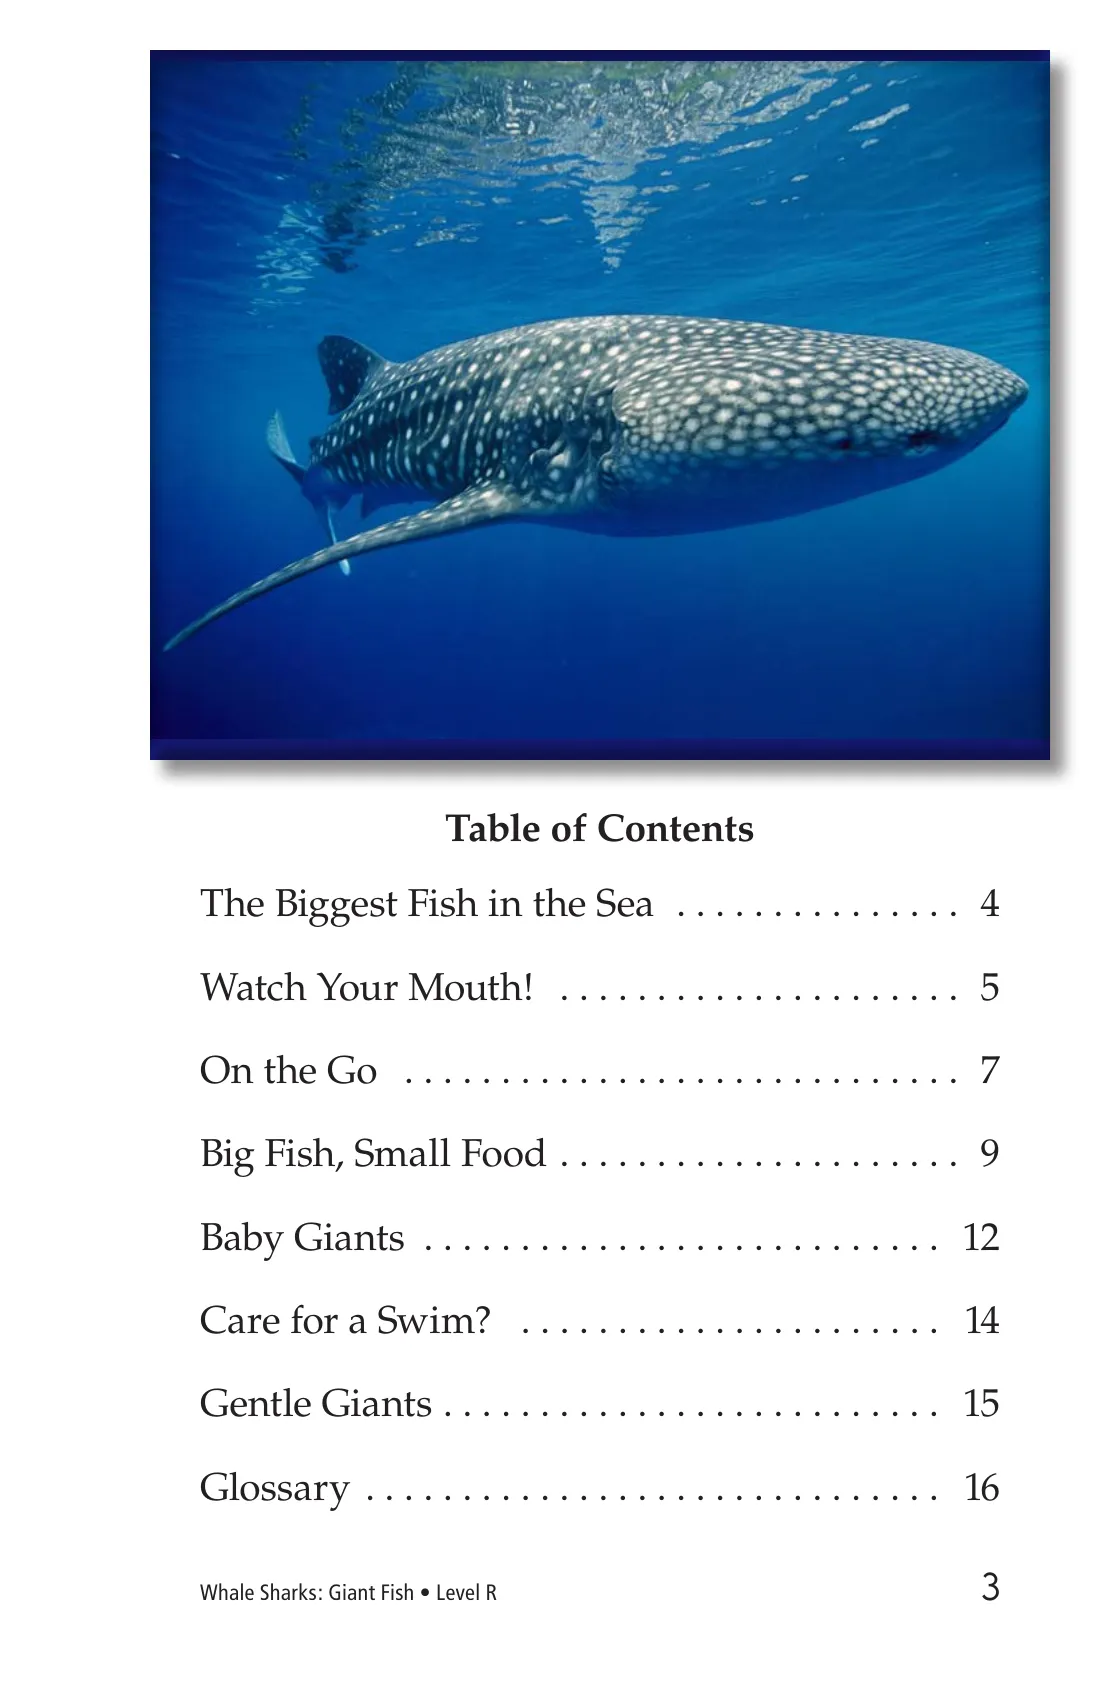 Table of Contents
The Biggest Fish in the Sea . . . . . . . . . . . . . . . 4
Watch Your Mouth! . . . . . . . . . . . . . . . . . . . . . 5
On the Go . . . . . . . . . . . . . . . . . . . . . . . . . . . . . 7
Big Fish, Small Food . . . . . . . . . . . . . . . . . . . . . 9
Baby Giants . . . . . . . . . . . . . . . . . . . . . . . . . . . 12
Care for a Swim? . . . . . . . . . . . . . . . . . . . . . . 14
Gentle Giants . . . . . . . . . . . . . . . . . . . . . . . . . . 15
Glossary . . . . . . . . . . . . . . . . . . . . . . . . . . . . . . 16
Whale Sharks: Giant Fish • Level R 3